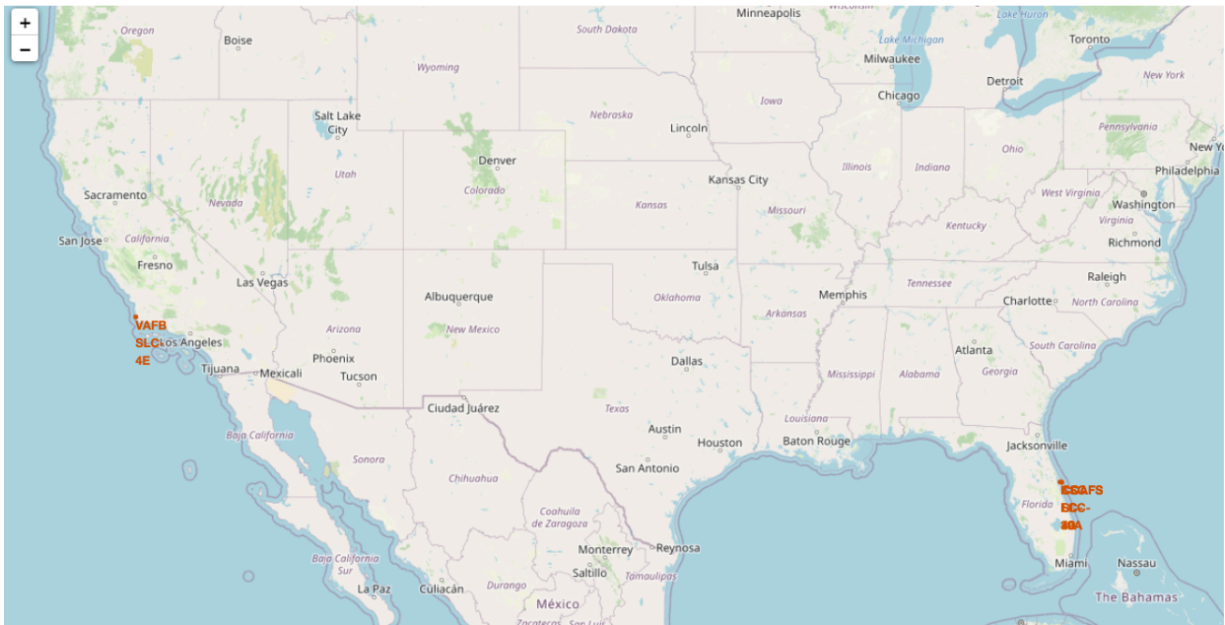 +
−
Minneapolis
Wisconsin
Lake Huron
Oregon
South Dakota
Boise
Lake Michigan
Toronto
Milwaukee
Wyoming
Detroit
New York
Chicago
Iowa
Salt Lake
City
Nebraska
Lincoln
Pennsylvania
New Yo
Ohio
Denver
Illinois
Indiana
Utah
Kansas City
Philadelphia
Colorado
Sacramento
Nevada
Kansas
Missouri
West Virginia
Washington
Virginia
San Jose
California
Kentucky
Richmond
Fresno
Tulsa
Las Vegas
Raleigh
Tennessee
Albuquerque
Oklahoma
Memphis
Charlotte
North Carolina
Arkansas
VAFB
SLC-
4E
Los Angeles
Arizona
New Mexico
South Carolina
Phoenix
Atlanta
Dallas
Tijuana
Mexicali
Tucson
Mississippi
Alabama
Georgia
Ciudad Juárez
Texas
Louisiana
Baja California
Austin
Houston
Baton Rouge
Jacksonville
Sonora
San Antonio
Chihuahua
Florida
Coahuila
de Zaragoza
Monterrey
Reynosa
Baja California
Sur
Saltillo
Tamaulipas
Miami
Nassau
La Paz
Culiacán
Durango
The Bahamas
México
Zacatecas
San Luis